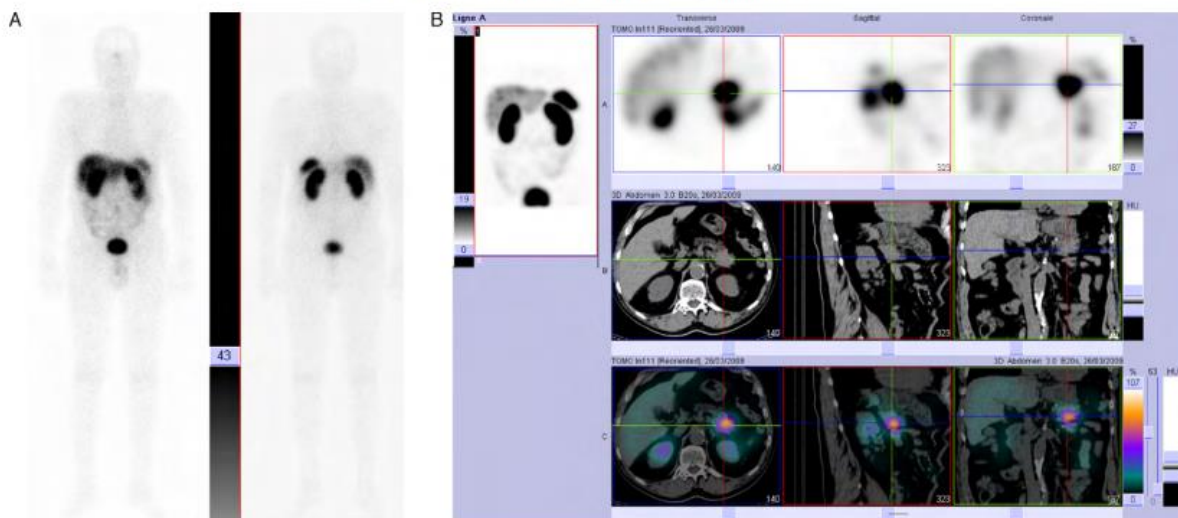 A
43
B
Ligne A
%
19
0
Transverse
Sagittal
Coronale
TOMO In111 [Reoriented], 26/03/2009
A
140
323
187
%
27
0
3D Abdomen 3.0 B20s, 26/03/2009
B
140
323
HU
TOMO In111 [Reoriented], 26/03/2009
3D Abdomen 3.0 B20s, 26/03/2009
C
140
323
187
%
107
0
63
0
HU